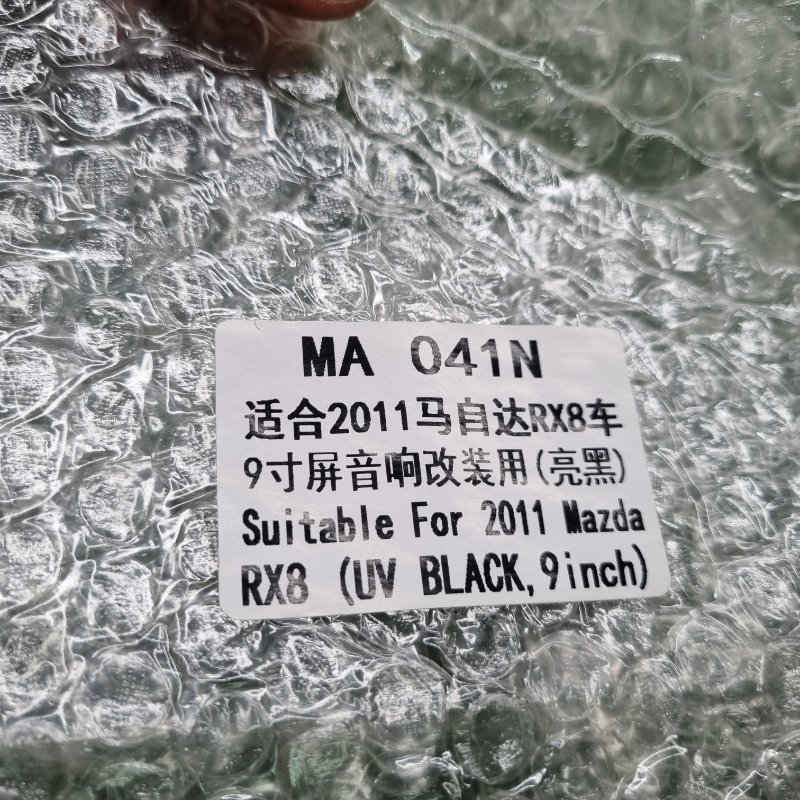 MA 041N
适合2011马自达RX8车
9寸屏音响改装用(亮黑)
Suitable For 2011 Mazda
RX8 (UV BLACK, 9inch)